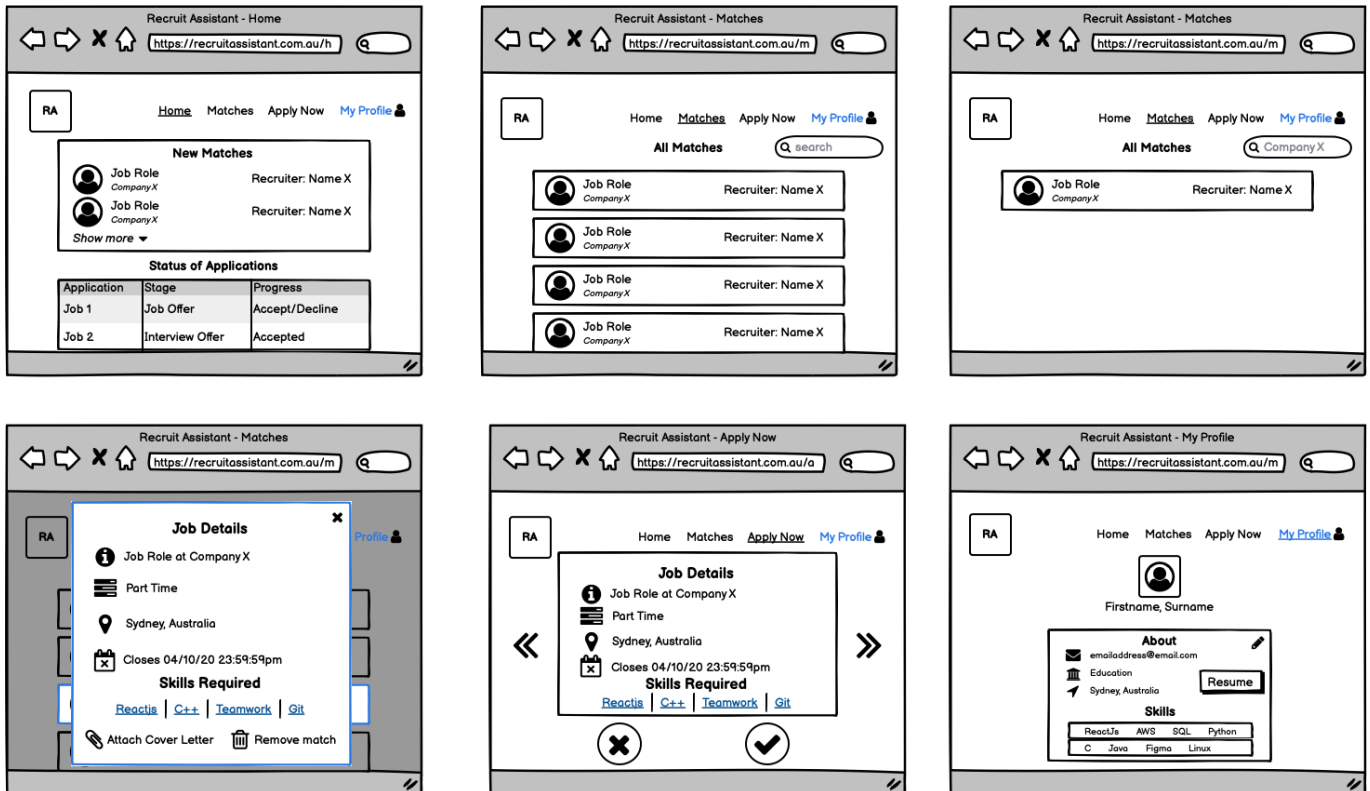 Recruit Assistant - Home
https://recruitassistant.com.au/h
RA
Home Matches Apply Now My Profile
New Matches
Job Role
CompanyX
Recruiter: Name X
Job Role
CompanyX
Recruiter: Name X
Show more
Status of Applications
Application Stage Progress
Job 1 Job Offer Accept/Decline
Job 2 Interview Offer Accepted
Recruit Assistant - Matches
https://recruitassistant.com.au/m
RA
Home Matches Apply Now My Profile
All Matches
search
Job Role
CompanyX
Recruiter: Name X
Job Role
CompanyX
Recruiter: Name X
Job Role
CompanyX
Recruiter: Name X
Job Role
CompanyX
Recruiter: Name X
Recruit Assistant - Matches
https://recruitassistant.com.au/m
RA
Home Matches Apply Now My Profile
All Matches
Company X
Job Role
CompanyX
Recruiter: Name X
Recruit Assistant - Matches
https://recruitassistant.com.au/m
RA
Profile
Job Details
Job Role at Company X
Part Time
Sydney, Australia
Closes 04/10/20 23:59:59pm
Skills Required
Reactjs C++ Teamwork Git
Attach Cover Letter Remove match
Recruit Assistant - Apply Now
https://recruitassistant.com.au/a
RA
Home Matches Apply Now My Profile
Job Details
Job Role at Company X
Part Time
Sydney, Australia
Closes 04/10/20 23:59:59pm
Skills Required
Reactjs C++ Teamwork Git
Recruit Assistant - My Profile
https://recruitassistant.com.au/m
RA
Home Matches Apply Now My Profile
Firstname, Surname
About
emailaddress@email.com
Education
Sydney, Australia
Resume
Skills
ReactJs AWS SQL Python
C Java Figma Linux